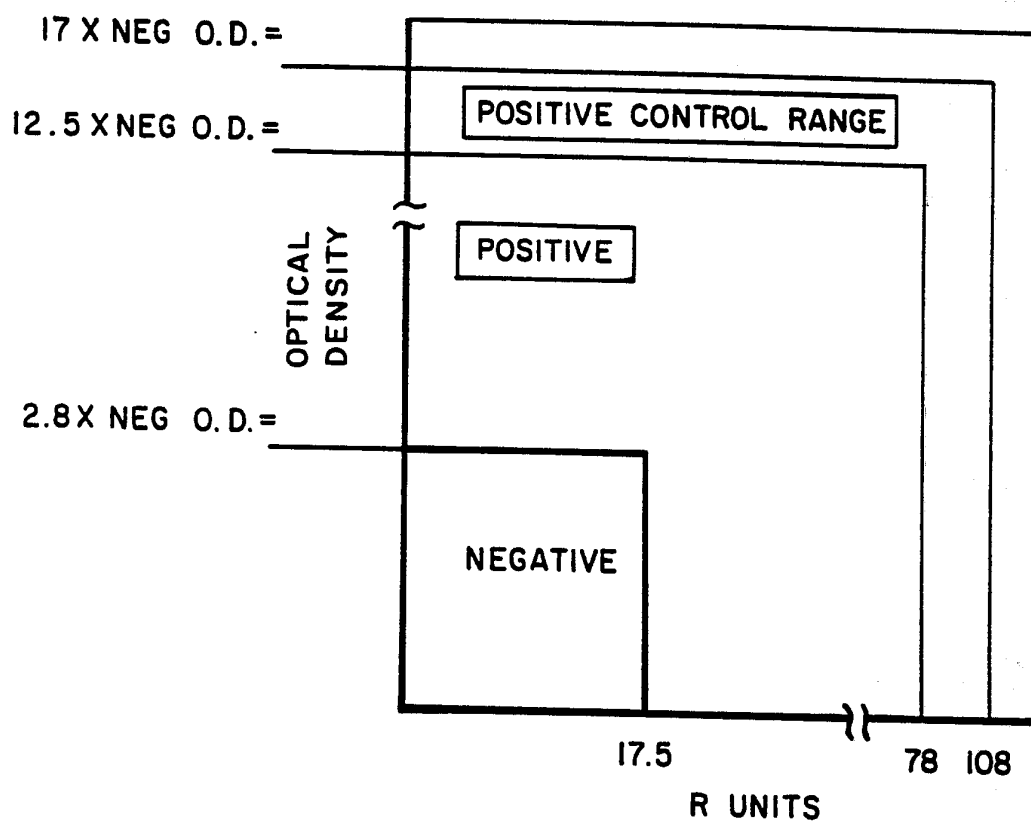 17 X NEG O.D.=
POSITIVE CONTROL RANGE
12.5 X NEG O.D.=
POSITIVE
OPTICAL
DENSITY
2.8 X NEG O.D.=
NEGATIVE
17.5
78
108
R UNITS